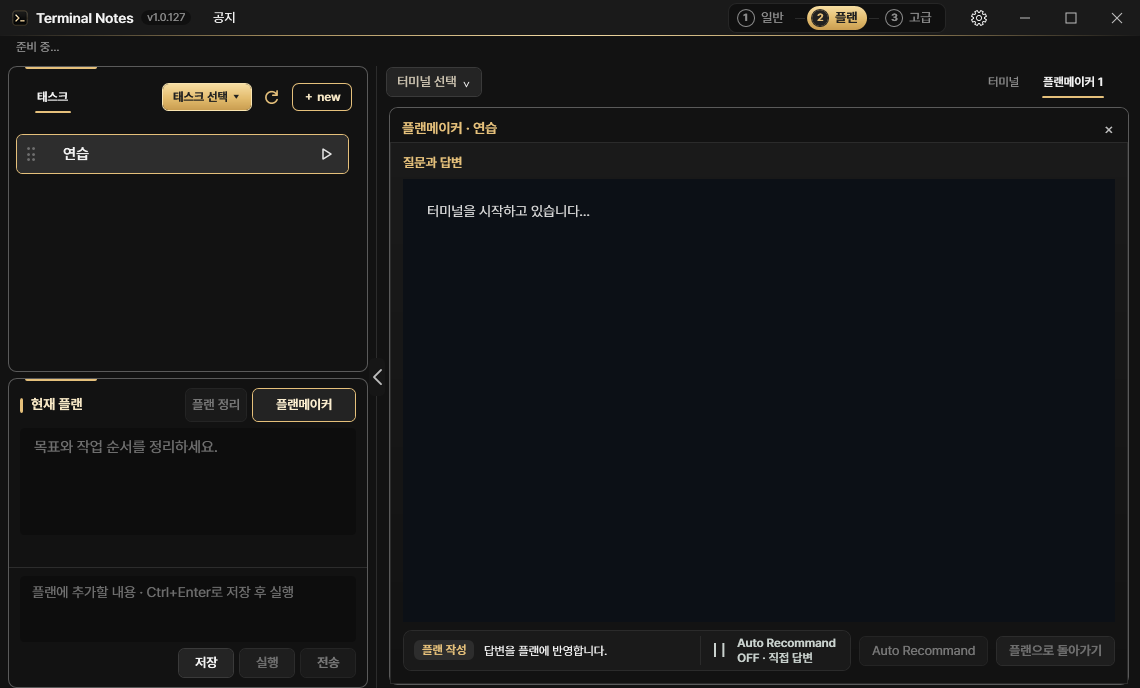 Terminal Notes v1.0.127 공지
1 일반 2 플랜 3 고급
준비 중...
테스크 테스크 선택 + new
연습
현재 플랜 플랜 정리 플랜메이커
목표와 작업 순서를 정리하세요.
플랜에 추가할 내용 · Ctrl+Enter로 저장 후 실행
저장 실행 전송
터미널 선택 터미널 플랜메이커 1
플랜메이커 · 연습
질문과 답변
터미널을 시작하고 있습니다...
플랜 작성 답변을 플랜에 반영합니다.
Auto Recommand
OFF · 직접 답변
Auto Recommand 플랜으로 돌아가기